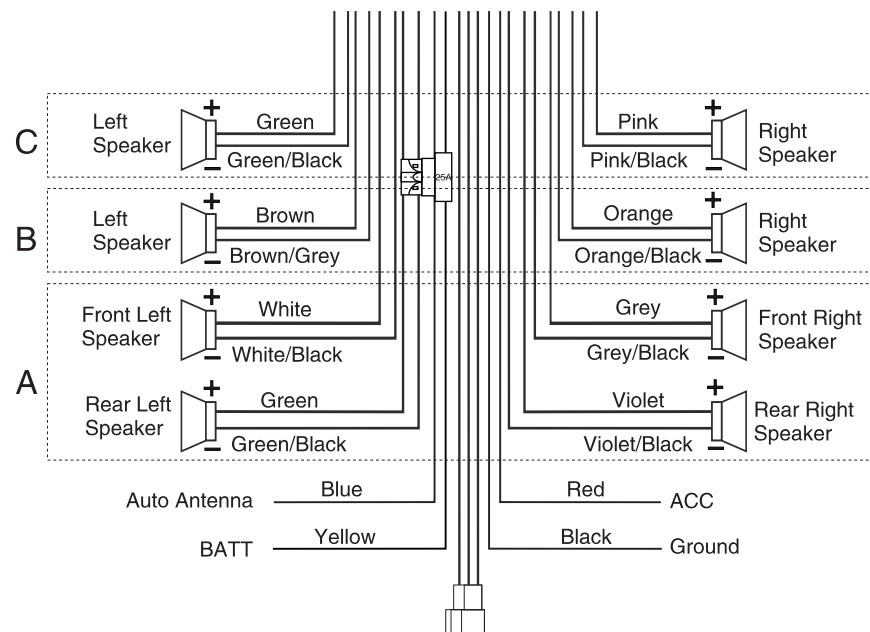 C
Left
Speaker
+
Green
Green/Black
−
Pink
Pink/Black
+
−
Right
Speaker
25A
B
Left
Speaker
+
Brown
Brown/Grey
−
Orange
Orange/Black
+
−
Right
Speaker
A
Front Left
Speaker
+
White
White/Black
−
Grey
Grey/Black
+
−
Front Right
Speaker
Rear Left
Speaker
+
Green
Green/Black
−
Violet
Violet/Black
+
−
Rear Right
Speaker
Auto Antenna
Blue
Red
ACC
BATT
Yellow
Black
Ground